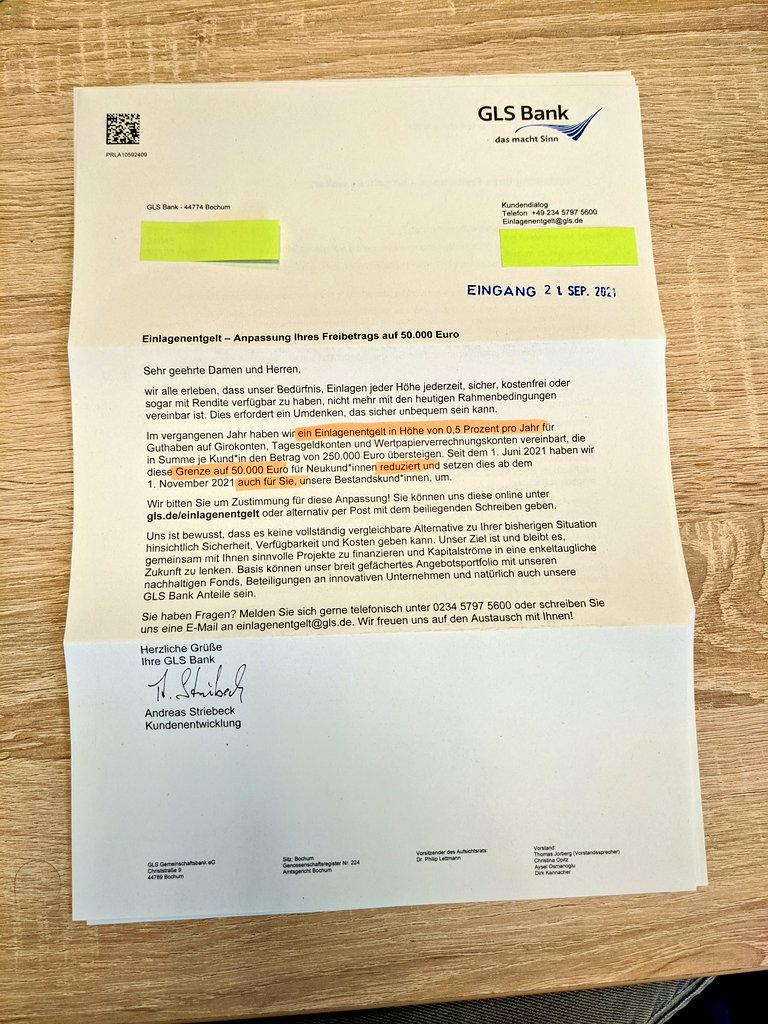 GLS Bank
das macht Sinn
PRLA10592409
GLS Bank - 44774 Bochum
Kundendialog
Telefon +49 234 5797 5600
Einlagenentgelt@gls.de
EINGANG 21 SEP. 2021
Einlagenentgelt – Anpassung Ihres Freibetrags auf 50.000 Euro
Sehr geehrte Damen und Herren,
wir alle erleben, dass unser Bedürfnis, Einlagen jeder Höhe jederzeit, sicher, kostenfrei oder
sogar mit Rendite verfügbar zu haben, nicht mehr mit den heutigen Rahmenbedingungen
vereinbar ist. Dies erfordert ein Umdenken, das sicher unbequem sein kann.
Im vergangenen Jahr haben wir ein Einlagenentgelt in Höhe von 0,5 Prozent pro Jahr für
Guthaben auf Girokonten, Tagesgeldkonten und Wertpapierverrechnungskonten vereinbart, die
in Summe je Kund*in den Betrag von 250.000 Euro übersteigen. Seit dem 1. Juni 2021 haben wir
diese Grenze auf 50.000 Euro für Neukund*innen reduziert und setzen dies ab dem
1. November 2021 auch für Sie, unsere Bestandskund*innen, um.
Wir bitten Sie um Zustimmung für diese Anpassung! Sie können uns diese online unter
gls.de/einlagenentgelt oder alternativ per Post mit dem beiliegenden Schreiben geben.
Uns ist bewusst, dass es keine vollständig vergleichbare Alternative zu Ihrer bisherigen Situation
hinsichtlich Sicherheit, Verfügbarkeit und Kosten geben kann. Unser Ziel ist und bleibt es,
gemeinsam mit Ihnen sinnvolle Projekte zu finanzieren und Kapitalströme in eine enkeltaugliche
Zukunft zu lenken. Basis können unser breit gefächertes Angebotsportfolio mit unseren
nachhaltigen Fonds, Beteiligungen an innovativen Unternehmen und natürlich auch unsere
GLS Bank Anteile sein.
Sie haben Fragen? Melden Sie sich gerne telefonisch unter 0234 5797 5600 oder schreiben Sie
uns eine E-Mail an einlagenentgelt@gls.de. Wir freuen uns auf den Austausch mit Ihnen!
Herzliche Grüße
Ihre GLS Bank
A. Striebeck
Andreas Striebeck
Kundenentwicklung
GLS Gemeinschaftsbank eG
Christstraße 9
44789 Bochum
Sitz: Bochum
Genossenschaftsregister Nr. 224
Amtsgericht Bochum
Vorsitzender des Aufsichtsrats:
Dr. Philip Lettmann
Vorstand:
Thomas Jorberg (Vorstandssprecher)
Christina Opitz
Aysel Osmanoglu
Dirk Kannacher